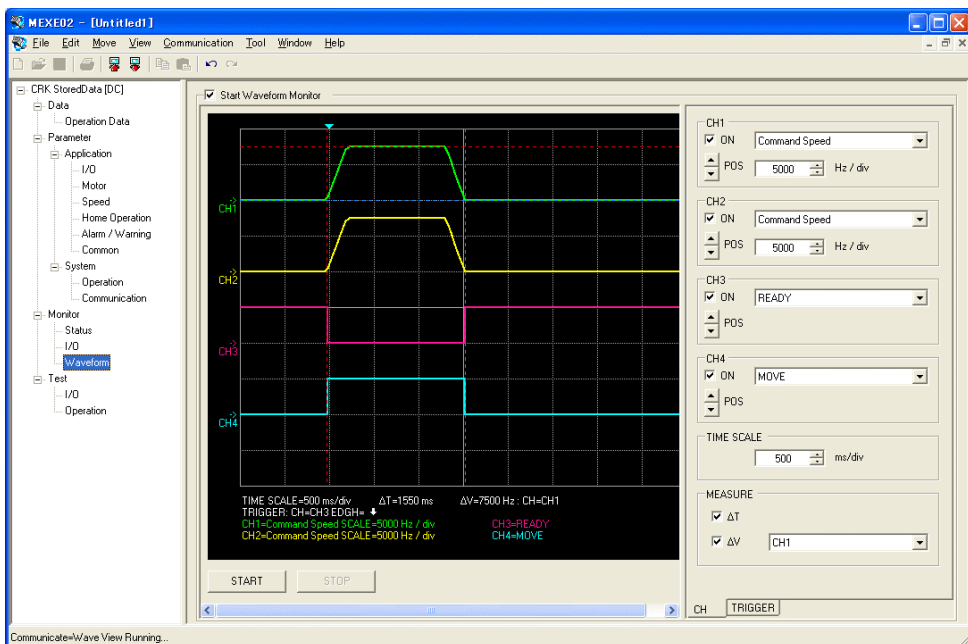 MEXE02 - [Untitled1]
File Edit Move View Communication Tool Window Help
CRK StoredData [DC]
Data
Operation Data
Parameter
Application
I/O
Motor
Speed
Home Operation
Alarm / Warning
Common
System
Operation
Communication
Monitor
Status
I/O
Waveform
Test
I/O
Operation
Start Waveform Monitor
CH1
CH2
CH3
CH4
TIME SCALE=500 ms/div ΔT=1550 ms ΔV=7500 Hz : CH=CH1
TRIGGER: CH=CH3 EDGH= ↓
CH1=Command Speed SCALE=5000 Hz / div CH3=READY
CH2=Command Speed SCALE=5000 Hz / div CH4=MOVE
START STOP
CH1
ON Command Speed
POS 5000 Hz / div
CH2
ON Command Speed
POS 5000 Hz / div
CH3
ON READY
POS
CH4
ON MOVE
POS
TIME SCALE
500 ms/div
MEASURE
ΔT
ΔV CH1
CH TRIGGER
Communicate=Wave View Running...